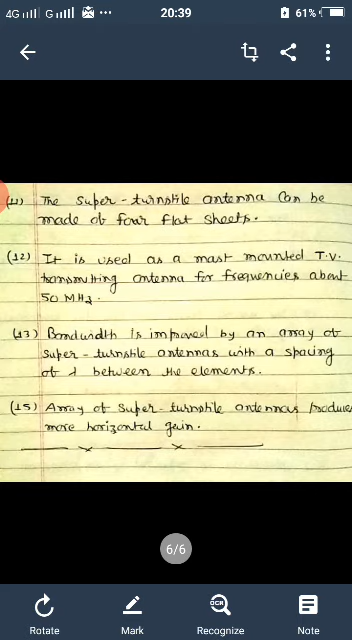 4G G 20:39 61%
(11) The Super-turnstile antenna Can be
made of four flat sheets.
(12) It is used as a mast mounted T.V.
transmitting antenna for frequencies about
50 MHz.
(13) Bandwidth is improved by an array of
Super-turnstile antennas with a spacing
of λ between the elements.
(15) Array of Super-turnstile antennas produces
more horizontal gain.
6/6
OCR
Rotate Mark Recognize Note